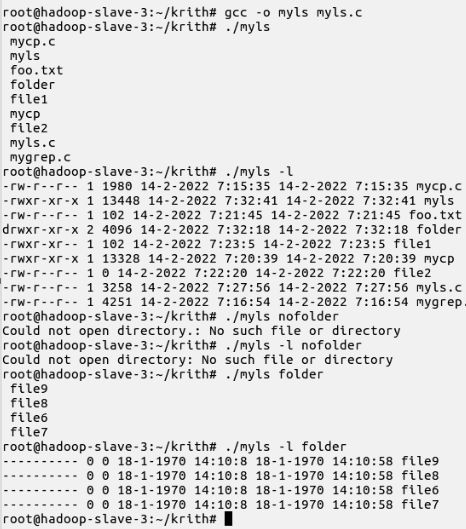 root@hadoop-slave-3:~/krith# gcc -o myls myls.c
root@hadoop-slave-3:~/krith# ./myls
mycp.c
myls
foo.txt
folder
file1
mycp
file2
myls.c
mygrep.c
root@hadoop-slave-3:~/krith# ./myls -l
-rw-r--r-- 1 1980 14-2-2022 7:15:35 14-2-2022 7:15:35 mycp.c
-rwxr-xr-x 1 13448 14-2-2022 7:32:41 14-2-2022 7:32:41 myls
-rw-r--r-- 1 102 14-2-2022 7:21:45 14-2-2022 7:21:45 foo.txt
drwxr-xr-x 2 4096 14-2-2022 7:32:18 14-2-2022 7:32:18 folder
-rwxr-xr-- 1 102 14-2-2022 7:23:5 14-2-2022 7:23:5 file1
-rwxr-xr-x 1 13328 14-2-2022 7:20:39 14-2-2022 7:20:39 mycp
-rw-r--r-- 1 0 14-2-2022 7:22:20 14-2-2022 7:22:20 file2
-rw-r--r-- 1 3258 14-2-2022 7:27:56 14-2-2022 7:27:56 myls.c
-rw-r--r-- 1 4251 14-2-2022 7:16:54 14-2-2022 7:16:54 mygrep.
root@hadoop-slave-3:~/krith# ./myls nofolder
Could not open directory.: No such file or directory
root@hadoop-slave-3:~/krith# ./myls -l nofolder
Could not open directory: No such file or directory
root@hadoop-slave-3:~/krith# ./myls folder
file9
file8
file6
file7
root@hadoop-slave-3:~/krith# ./myls -l folder
---------- 0 0 18-1-1970 14:10:8 18-1-1970 14:10:58 file9
---------- 0 0 18-1-1970 14:10:8 18-1-1970 14:10:58 file8
---------- 0 0 18-1-1970 14:10:8 18-1-1970 14:10:58 file6
---------- 0 0 18-1-1970 14:10:8 18-1-1970 14:10:58 file7
root@hadoop-slave-3:~/krith#